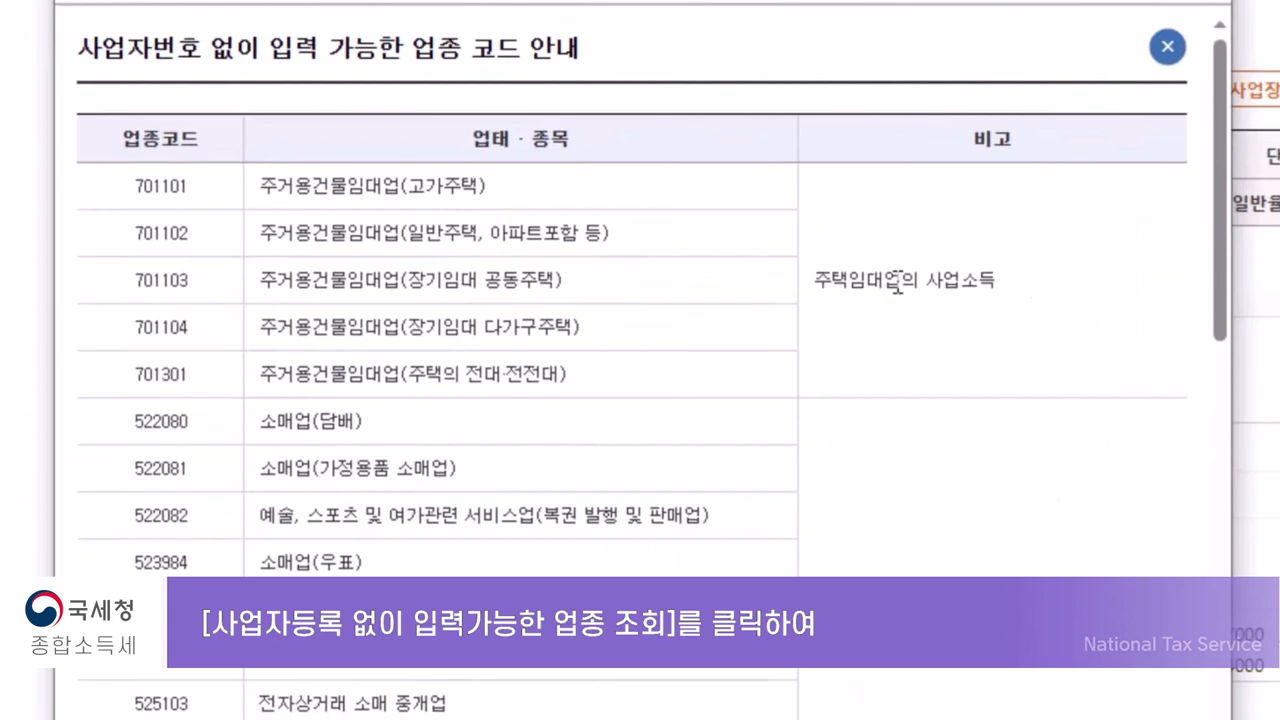 사업자번호 없이 입력 가능한 업종 코드 안내
사업장
업종코드 업태 · 종목 비고
단
701101 주거용건물임대업(고가주택)
일반율
701102 주거용건물임대업(일반주택, 아파트포함 등)
701103 주거용건물임대업(장기임대 공동주택) 주택임대업의 사업소득
701104 주거용건물임대업(장기임대 다가구주택)
701301 주거용건물임대업(주택의 전대·전전대)
522080 소매업(담배)
522081 소매업(가정용품 소매업)
522082 예술, 스포츠 및 여가관련 서비스업(복권 발행 및 판매업)
523984 소매업(우표)
국세청
종합소득세
[사업자등록 없이 입력가능한 업종 조회]를 클릭하여
National Tax Service
525103 전자상거래 소매 중개업